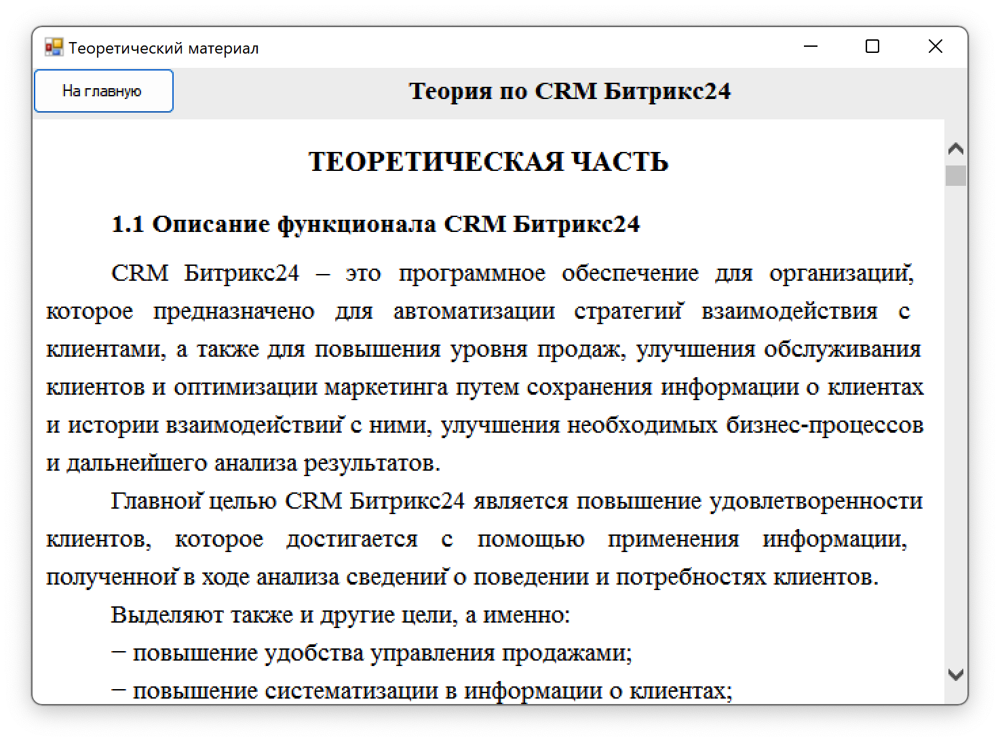 Теоретический материал
На главную
Теория по CRM Битрикс24
ТЕОРЕТИЧЕСКАЯ ЧАСТЬ
1.1 Описание функционала CRM Битрикс24
CRM Битрикс24 – это программное обеспечение для организаций,
которое предназначено для автоматизации стратегий взаимодействия с
клиентами, а также для повышения уровня продаж, улучшения обслуживания
клиентов и оптимизации маркетинга путем сохранения информации о клиентах
и истории взаимодействий с ними, улучшения необходимых бизнес-процессов
и дальнейшего анализа результатов.
Главной целью CRM Битрикс24 является повышение удовлетворенности
клиентов, которое достигается с помощью применения информации,
полученной в ходе анализа сведений о поведении и потребностях клиентов.
Выделяют также и другие цели, а именно:
− повышение удобства управления продажами;
− повышение систематизации в информации о клиентах;